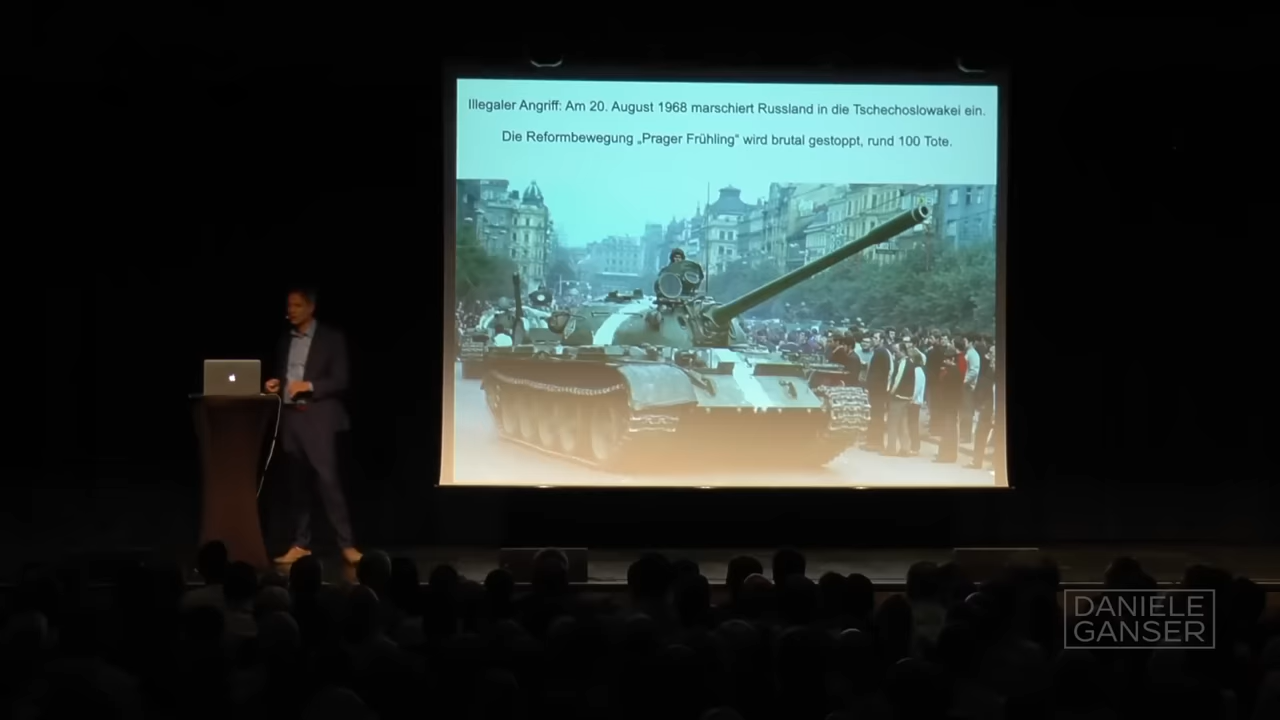 Illegaler Angriff: Am 20. August 1968 marschiert Russland in die Tschechoslowakei ein.
Die Reformbewegung „Prager Frühling“ wird brutal gestoppt, rund 100 Tote.
DANIELE
GANSER